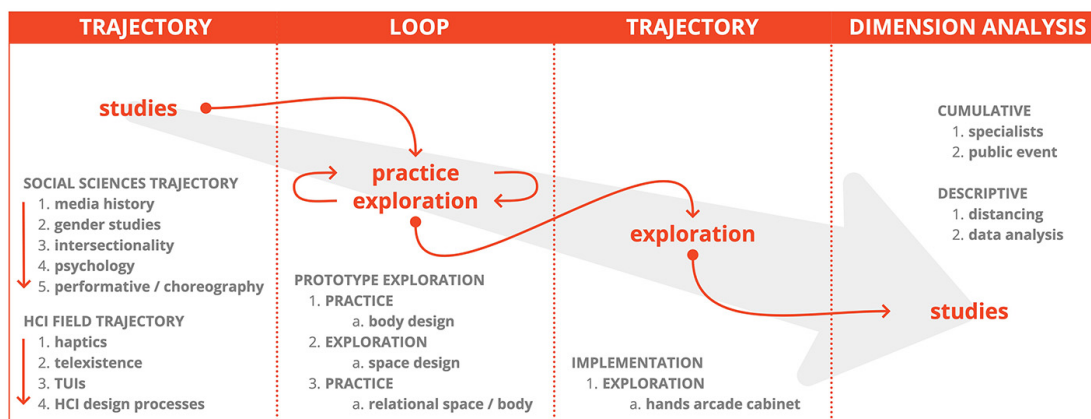 TRAJECTORY
LOOP
TRAJECTORY
DIMENSION ANALYSIS
studies
SOCIAL SCIENCES TRAJECTORY
1. media history
2. gender studies
3. intersectionality
4. psychology
5. performative / choreography
HCI FIELD TRAJECTORY
1. haptics
2. telexistence
3. TUIs
4. HCI design processes
practice
exploration
PROTOTYPE EXPLORATION
1. PRACTICE
a. body design
2. EXPLORATION
a. space design
3. PRACTICE
a. relational space / body
exploration
IMPLEMENTATION
1. EXPLORATION
a. hands arcade cabinet
CUMULATIVE
1. specialists
2. public event
DESCRIPTIVE
1. distancing
2. data analysis
studies